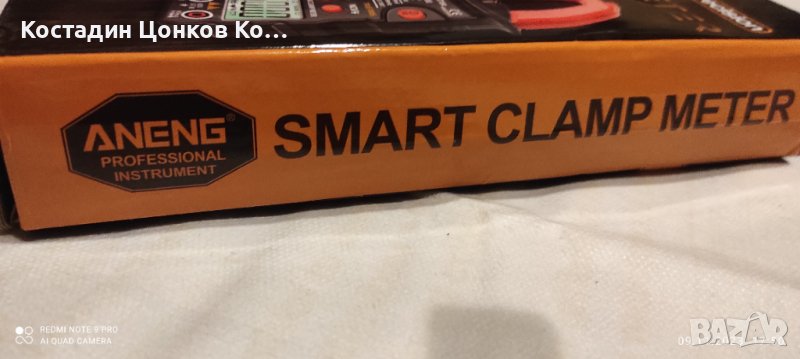 Костадин Цонков Ко...
ANENG®
PROFESSIONAL
INSTRUMENT
SMART CLAMP METER
REDMI NOTE 9 PRO
AI QUAD CAMERA